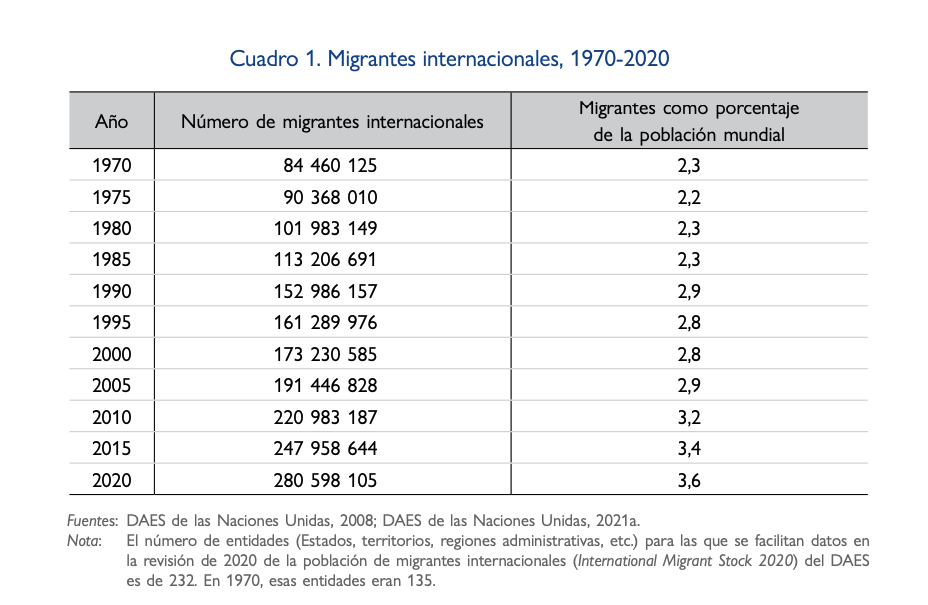 Cuadro 1. Migrantes internacionales, 1970-2020
Año Número de migrantes internacionales Migrantes como porcentaje
de la población mundial
1970 84 460 125 2,3
1975 90 368 010 2,2
1980 101 983 149 2,3
1985 113 206 691 2,3
1990 152 986 157 2,9
1995 161 289 976 2,8
2000 173 230 585 2,8
2005 191 446 828 2,9
2010 220 983 187 3,2
2015 247 958 644 3,4
2020 280 598 105 3,6
Fuentes: DAES de las Naciones Unidas, 2008; DAES de las Naciones Unidas, 2021a.
Nota: El número de entidades (Estados, territorios, regiones administrativas, etc.) para las que se facilitan datos en
la revisión de 2020 de la población de migrantes internacionales (International Migrant Stock 2020) del DAES
es de 232. En 1970, esas entidades eran 135.